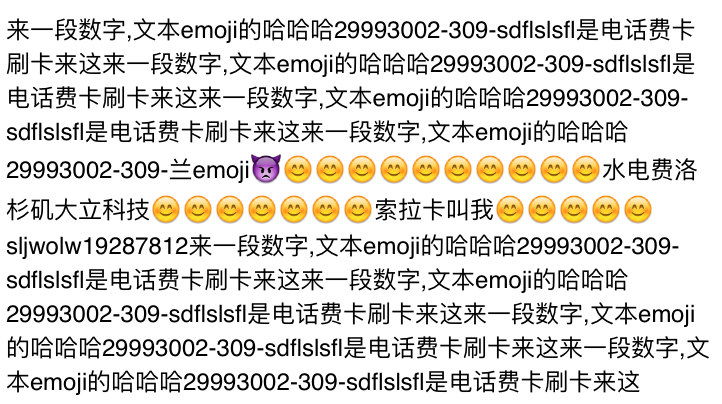 来一段数字,文本emoji的哈哈哈29993002-309-sdflslsfl是电话费卡
刷卡来这来一段数字,文本emoji的哈哈哈29993002-309-sdflslsfl是
电话费卡刷卡来这来一段数字,文本emoji的哈哈哈29993002-309-
sdflslsfl是电话费卡刷卡来这来一段数字,文本emoji的哈哈哈
29993002-309-兰emoji👿😊😊😊😊😊😊😊😊😊😊水电费洛
杉矶大立科技😊😊😊😊😊😊😊索拉卡叫我😊😊😊😊😊
sljwolw19287812来一段数字,文本emoji的哈哈哈29993002-309-
sdflslsfl是电话费卡刷卡来这来一段数字,文本emoji的哈哈哈
29993002-309-sdflslsfl是电话费卡刷卡来这来一段数字,文本emoji
的哈哈哈29993002-309-sdflslsfl是电话费卡刷卡来这来一段数字,文
本emoji的哈哈哈29993002-309-sdflslsfl是电话费卡刷卡来这